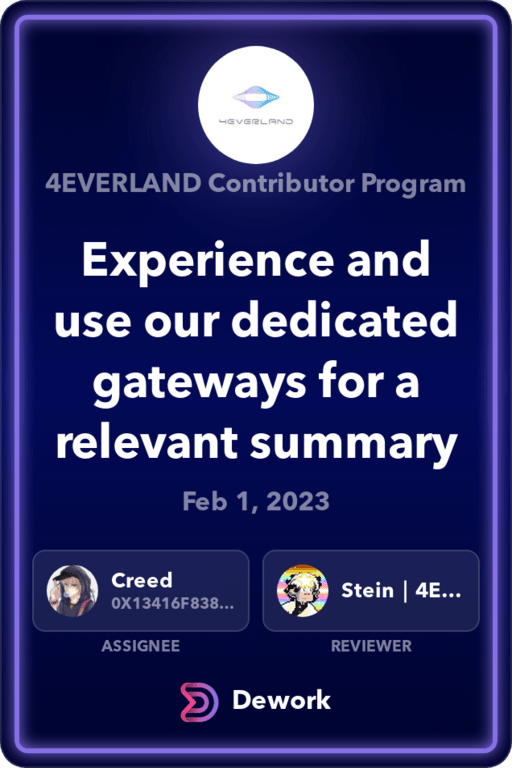 4EVERLAND
4EVERLAND Contributor Program
Experience and
use our dedicated
gateways for a
relevant summary
Feb 1, 2023
Creed
0X13416F838...
ASSIGNEE
Stein | 4E...
REVIEWER
Dework